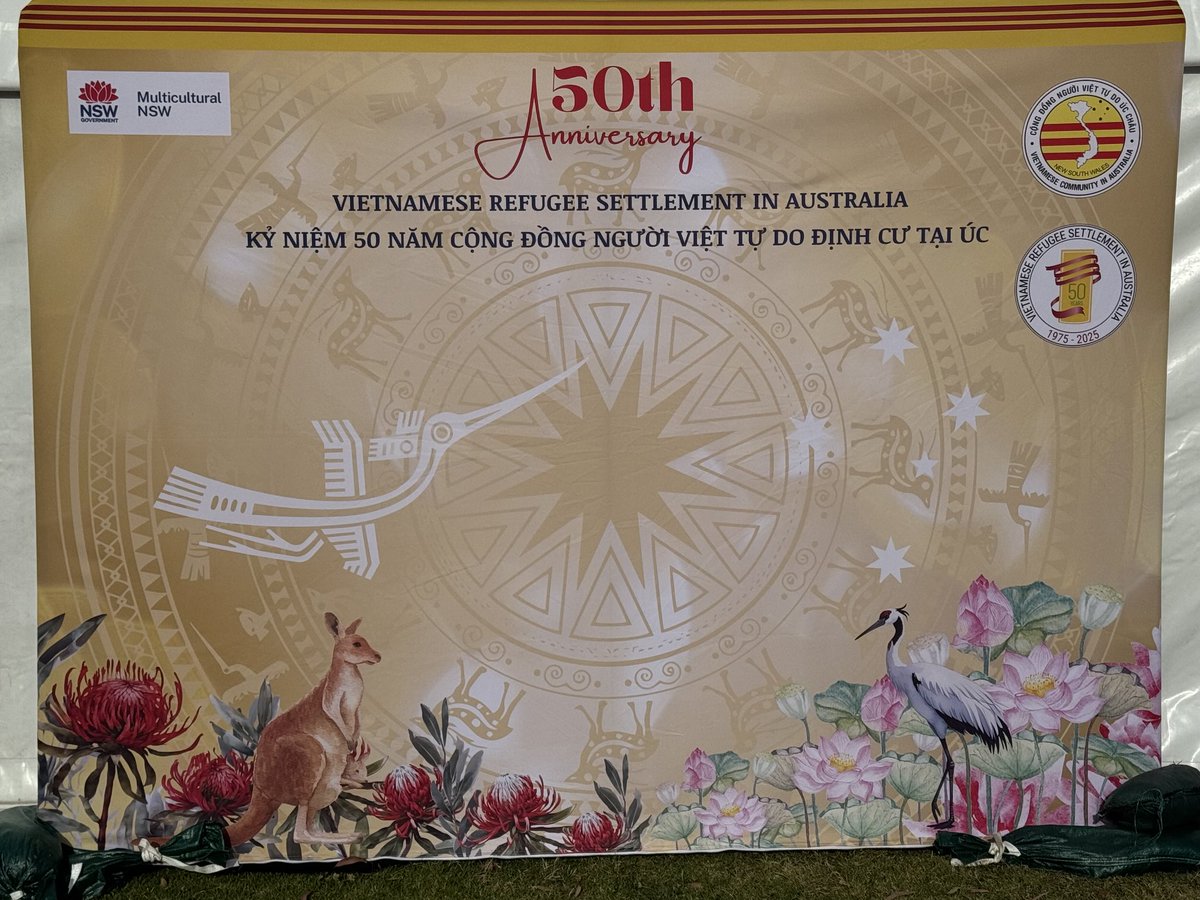 50th
Anniversary
NSW
GOVERNMENT
Multicultural
NSW
VIETNAMESE REFUGEE SETTLEMENT IN AUSTRALIA
KỶ NIỆM 50 NĂM CỘNG ĐỒNG NGƯỜI VIỆT TỰ DO ĐỊNH CƯ TẠI ÚC
CỘNG ĐỒNG NGƯỜI VIỆT TỰ DO ÚC CHÂU
NEW SOUTH WALES
VIETNAMESE COMMUNITY IN AUSTRALIA
VIETNAMESE REFUGEE SETTLEMENT IN AUSTRALIA
50
YEARS
1975 - 2025